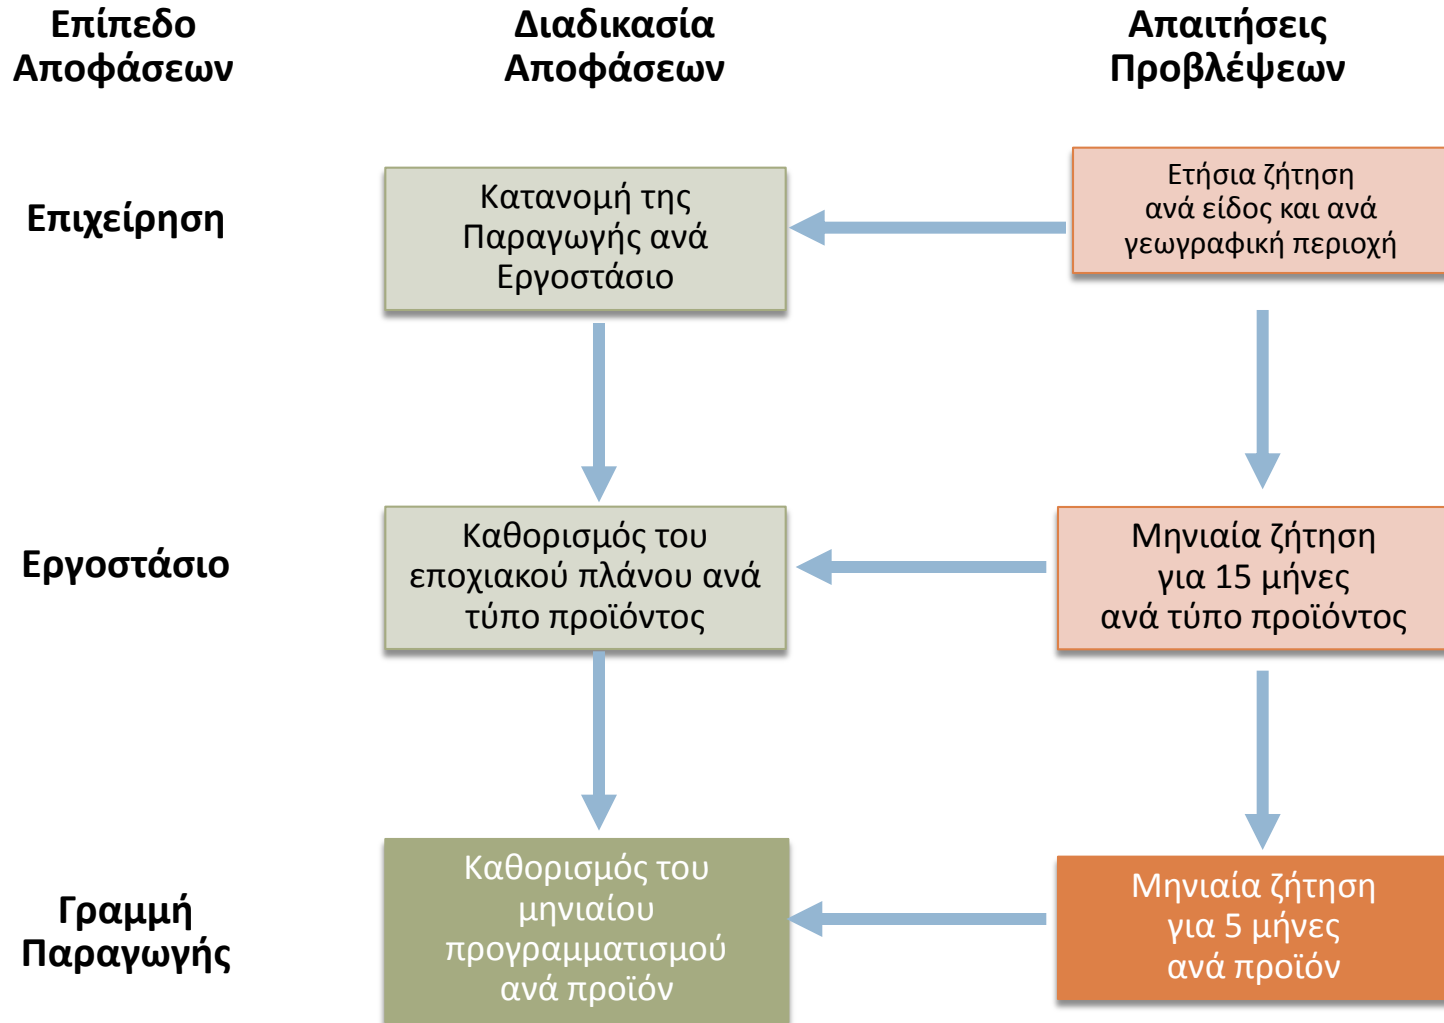 Επίπεδο
Αποφάσεων
Διαδικασία
Αποφάσεων
Απαιτήσεις
Προβλέψεων
Επιχείρηση
Κατανομή της
Παραγωγής ανά
Εργοστάσιο
Ετήσια ζήτηση
ανά είδος και ανά
γεωγραφική περιοχή
Εργοστάσιο
Καθορισμός του
εποχιακού πλάνου ανά
τύπο προϊόντος
Μηνιαία ζήτηση
για 15 μήνες
ανά τύπο προϊόντος
Γραμμή
Παραγωγής
Καθορισμός του
μηνιαίου
προγραμματισμού
ανά προϊόν
Μηνιαία ζήτηση
για 5 μήνες
ανά προϊόν